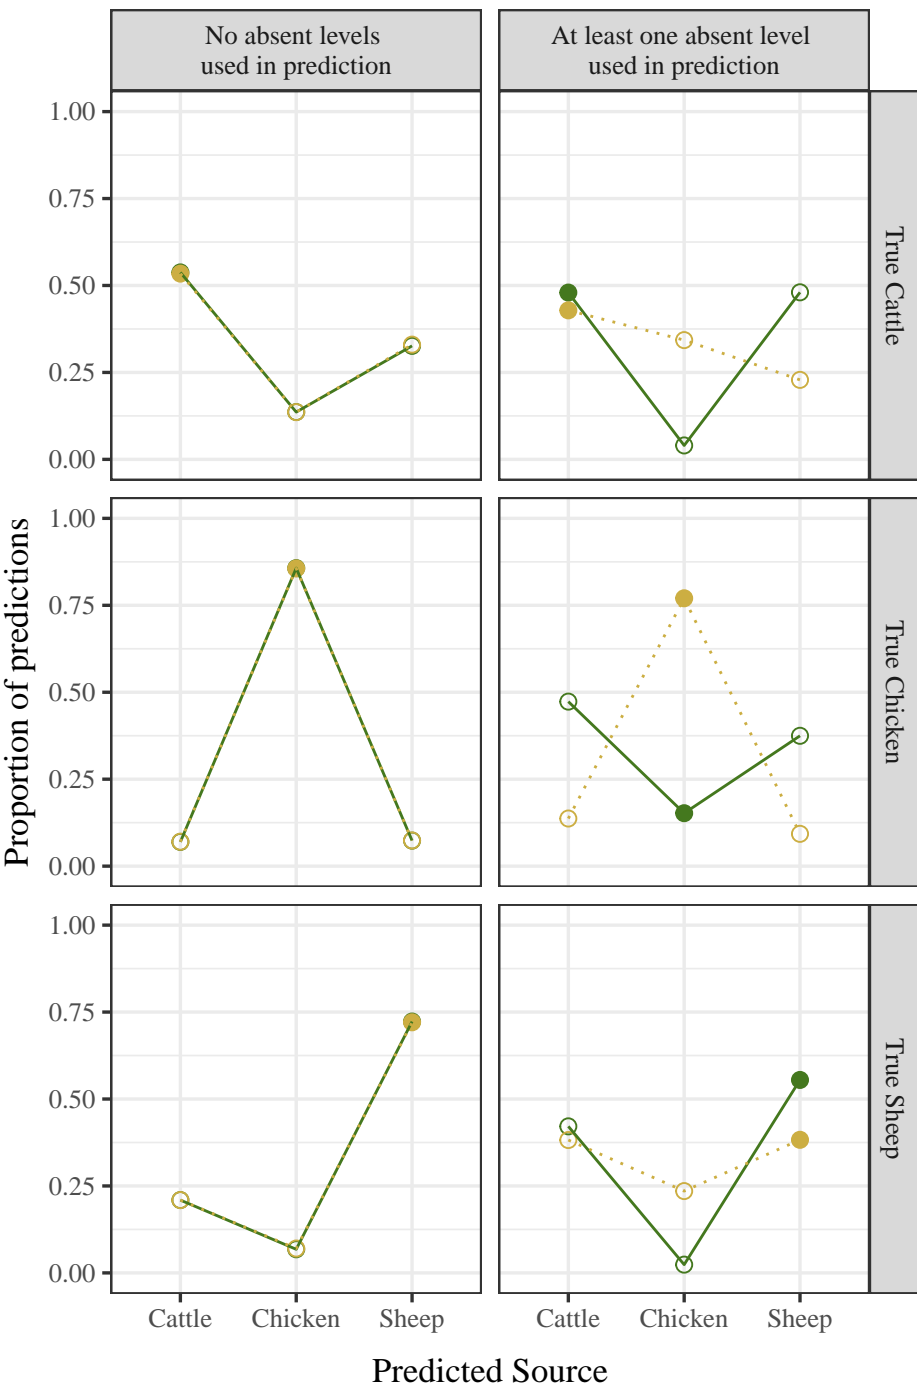 No absent levels
used in prediction
At least one absent level
used in prediction
1.00
0.75
0.50
0.25
0.00
True Cattle
1.00
0.75
0.50
0.25
0.00
True Chicken
Proportion of predictions
1.00
0.75
0.50
0.25
0.00
True Sheep
Cattle Chicken Sheep Cattle Chicken Sheep
Predicted Source